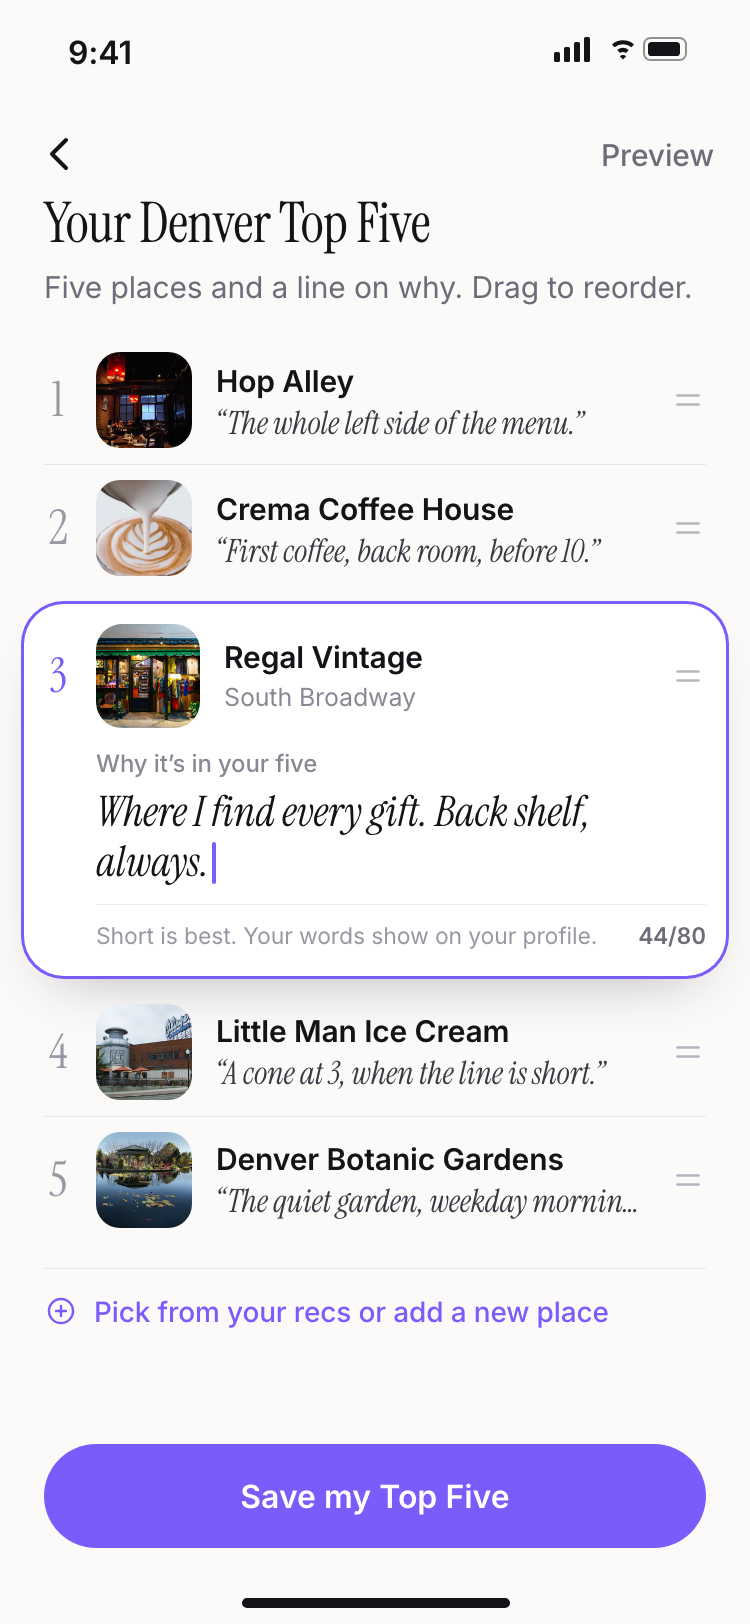 9:41
Preview
Your Denver Top Five
Five places and a line on why. Drag to reorder.
1
Hop Alley
“The whole left side of the menu.”
2
Crema Coffee House
“First coffee, back room, before 10.”
3
Regal Vintage
South Broadway
Why it’s in your five
Where I find every gift. Back shelf,
always.
Short is best. Your words show on your profile.
44/80
4
Little Man Ice Cream
“A cone at 3, when the line is short.”
5
Denver Botanic Gardens
“The quiet garden, weekday mornin...
Pick from your recs or add a new place
Save my Top Five